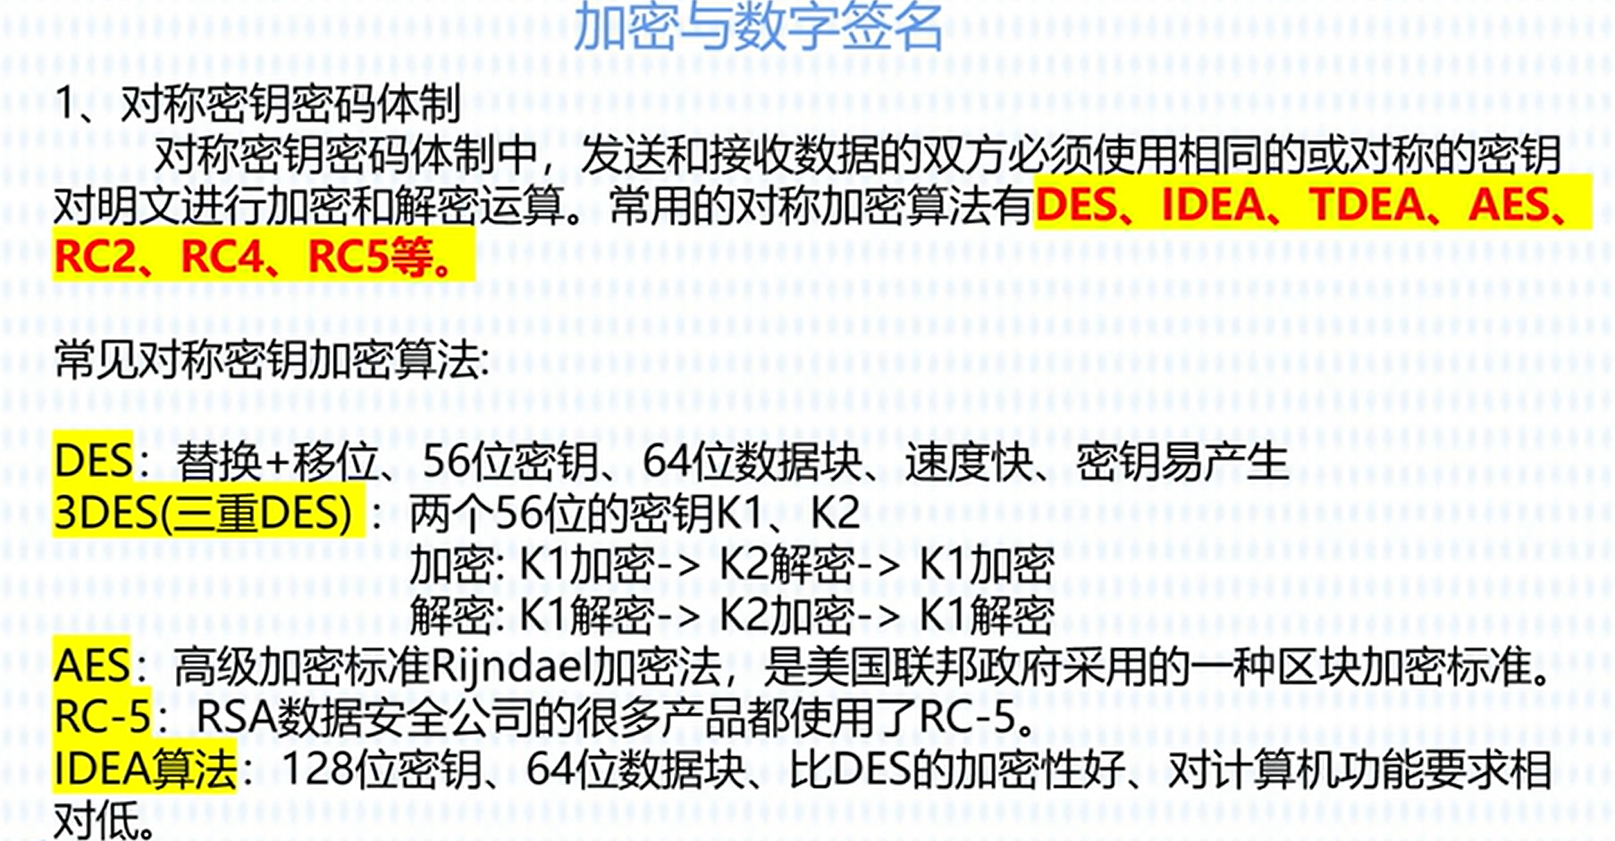 加密与数字签名
1、对称密钥密码体制
对称密钥密码体制中，发送和接收数据的双方必须使用相同的或对称的密钥
对明文进行加密和解密运算。常用的对称加密算法有DES、IDEA、TDEA、AES、
RC2、RC4、RC5等。
常见对称密钥加密算法:
DES：替换+移位、56位密钥、64位数据块、速度快、密钥易产生
3DES(三重DES)：两个56位的密钥K1、K2
加密: K1加密-> K2解密-> K1加密
解密: K1解密-> K2加密-> K1解密
AES：高级加密标准Rijndael加密法，是美国联邦政府采用的一种区块加密标准。
RC-5：RSA数据安全公司的很多产品都使用了RC-5。
IDEA算法：128位密钥、64位数据块、比DES的加密性好、对计算机功能要求相
对低。